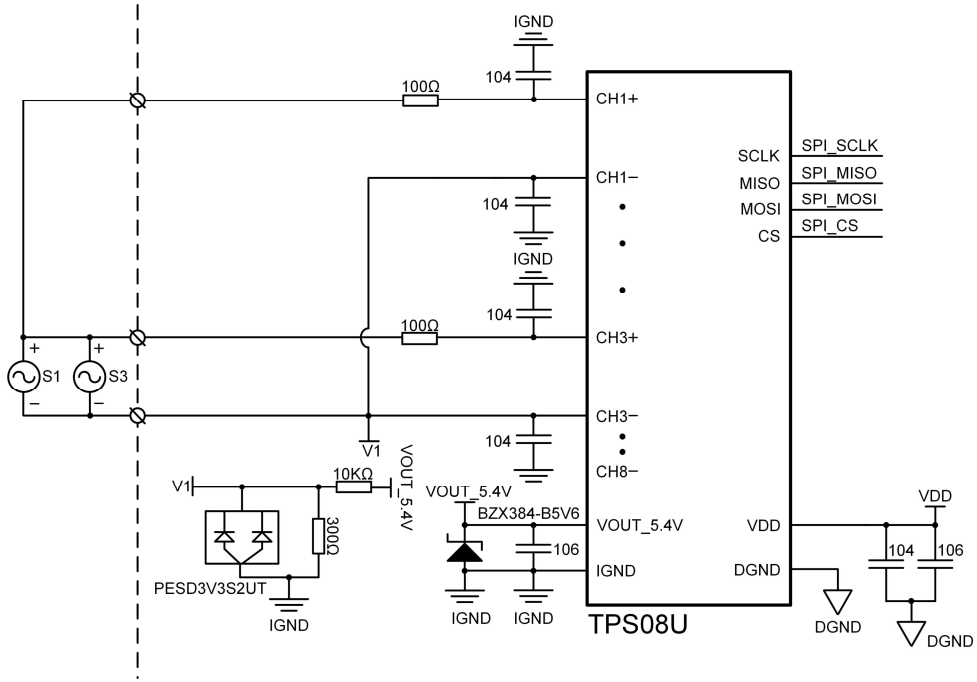 IGND
104
100Ω
CH1+
SCLK
SPI_SCLK
CH1−
MISO
SPI_MISO
104
MOSI
SPI_MOSI
CS
SPI_CS
IGND
104
100Ω
CH3+
+
+
S1
S3
−
−
CH3−
104
V1
CH8−
V1
10KΩ
VOUT_5.4V
300Ω
PESD3V3S2UT
IGND
VOUT_5.4V
BZX384-B5V6
106
IGND
IGND
VOUT_5.4V
IGND
VDD
DGND
VDD
104
106
DGND
DGND
TPS08U